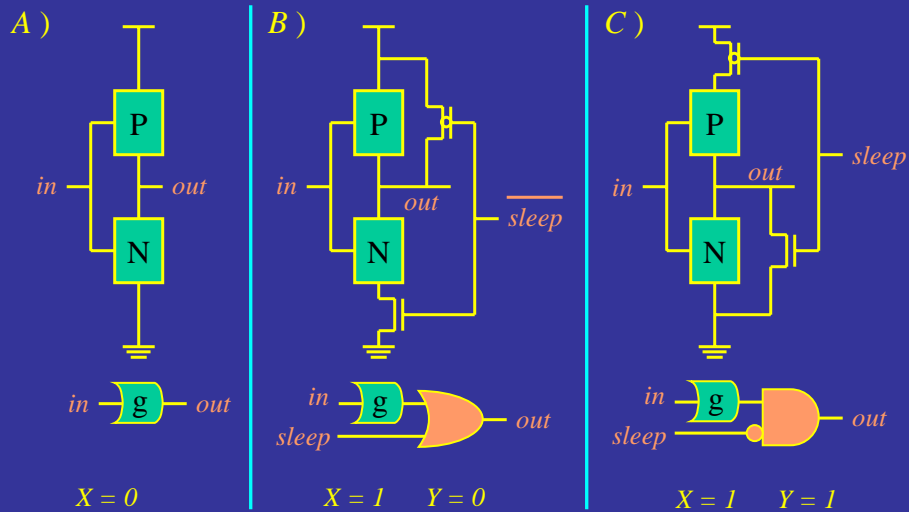 A )
P
in
out
N
g
in
out
X = 0
B )
P
in
out
sleep
N
in
g
sleep
out
X = 1 Y = 0
C )
P
in
out
sleep
N
in
g
sleep
out
X = 1 Y = 1